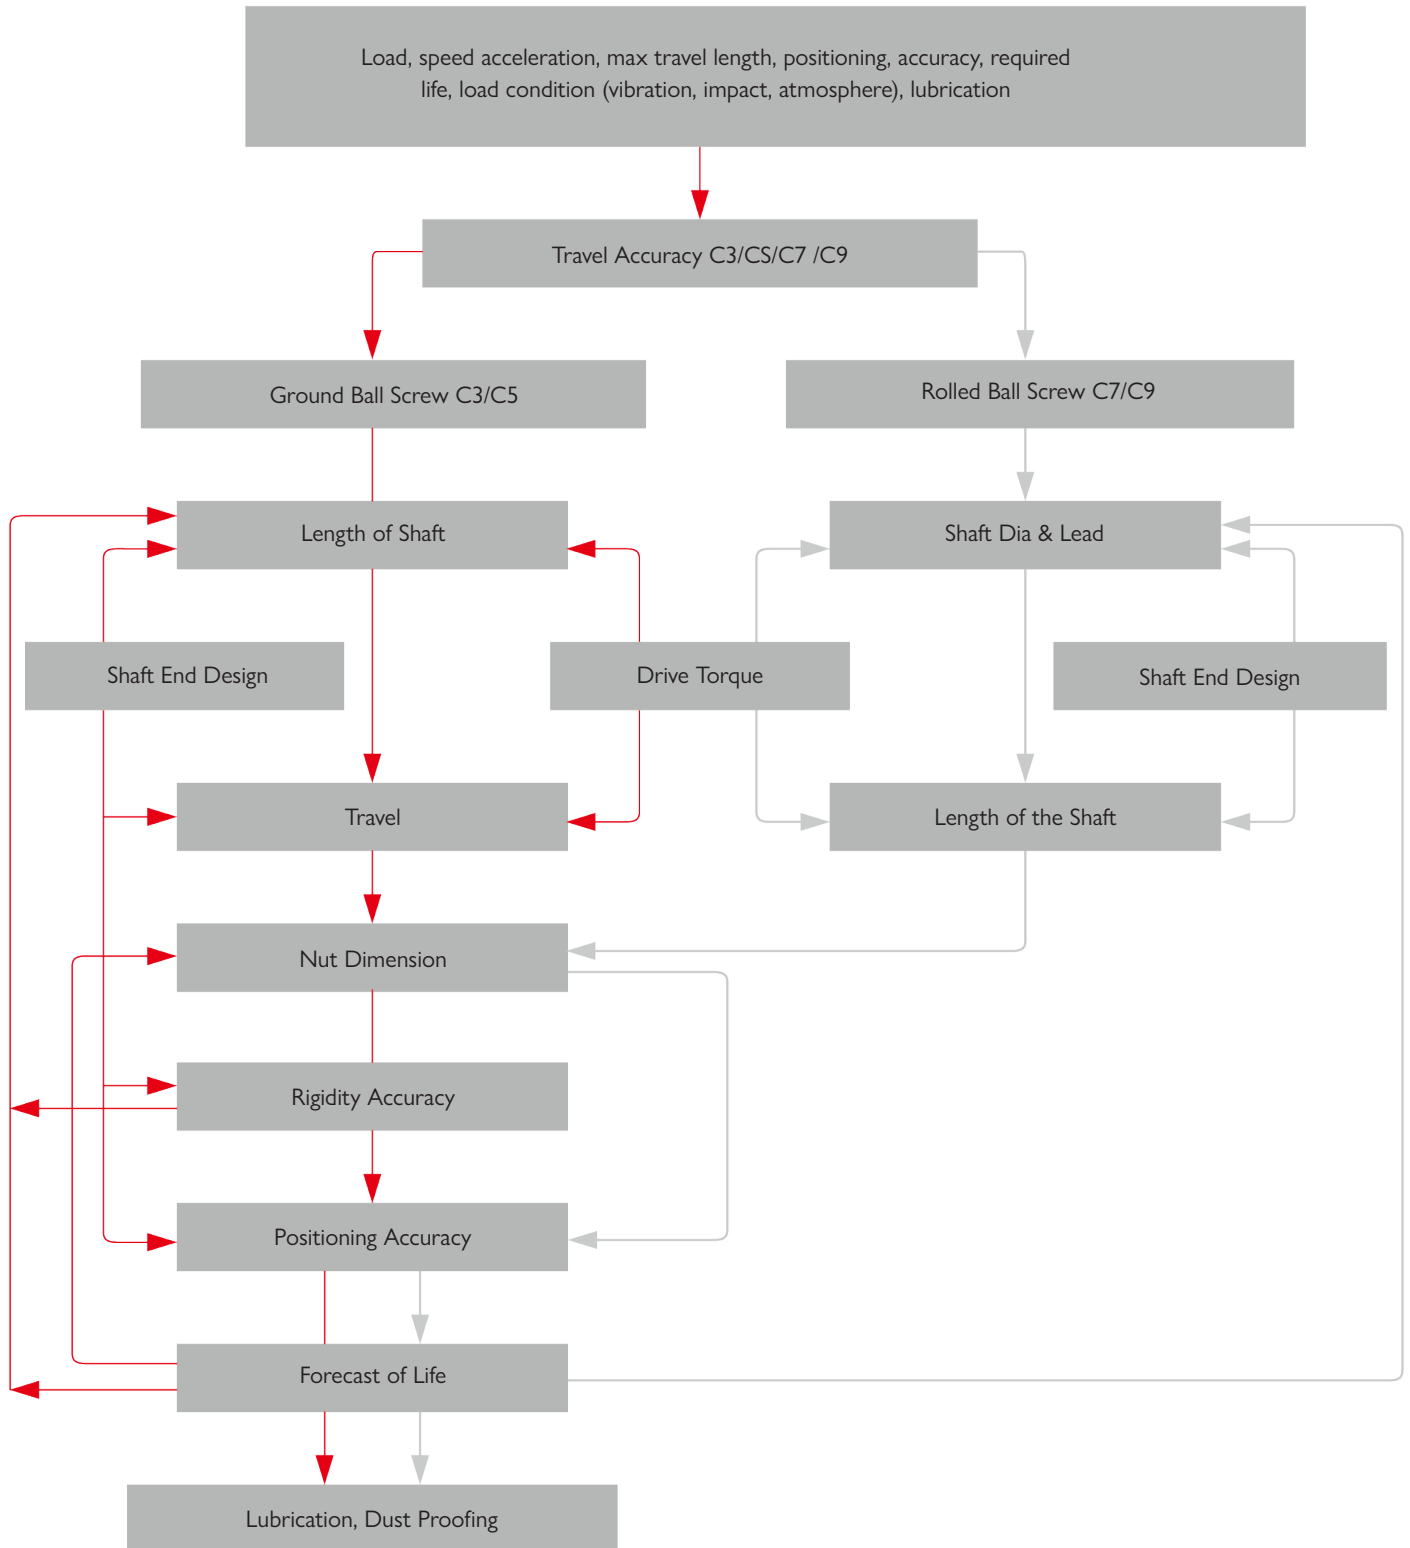 Load, speed acceleration, max travel length, positioning, accuracy, required
life, load condition (vibration, impact, atmosphere), lubrication
Travel Accuracy C3/CS/C7 /C9
Ground Ball Screw C3/C5
Rolled Ball Screw C7/C9
Length of Shaft
Shaft Dia & Lead
Shaft End Design
Drive Torque
Shaft End Design
Travel
Length of the Shaft
Nut Dimension
Rigidity Accuracy
Positioning Accuracy
Forecast of Life
Lubrication, Dust Proofing